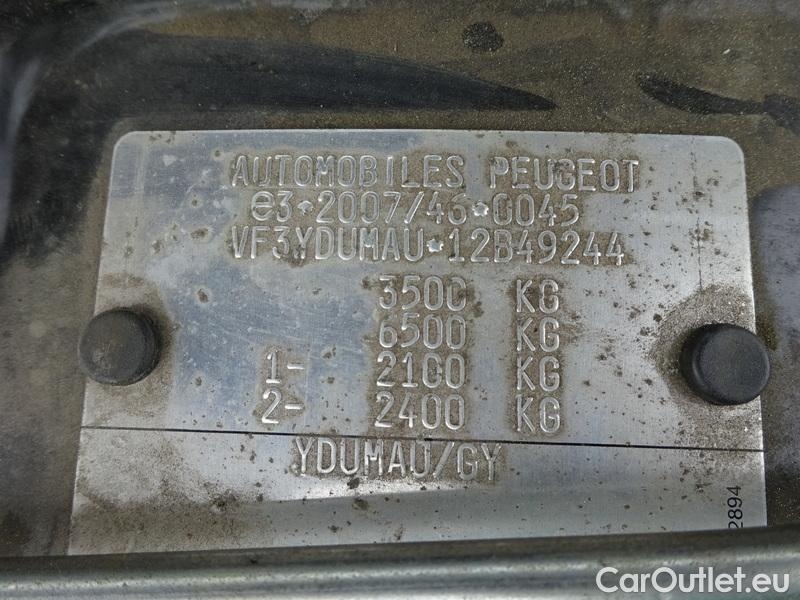 AUTOMOBILES PEUGEOT
e3*2007/46*0045
VF3YDUMAU*12B49244
3500 KG
6500 KG
1- 2100 KG
2- 2400 KG
YDUMAU/GY
2894
CarOutlet.eu